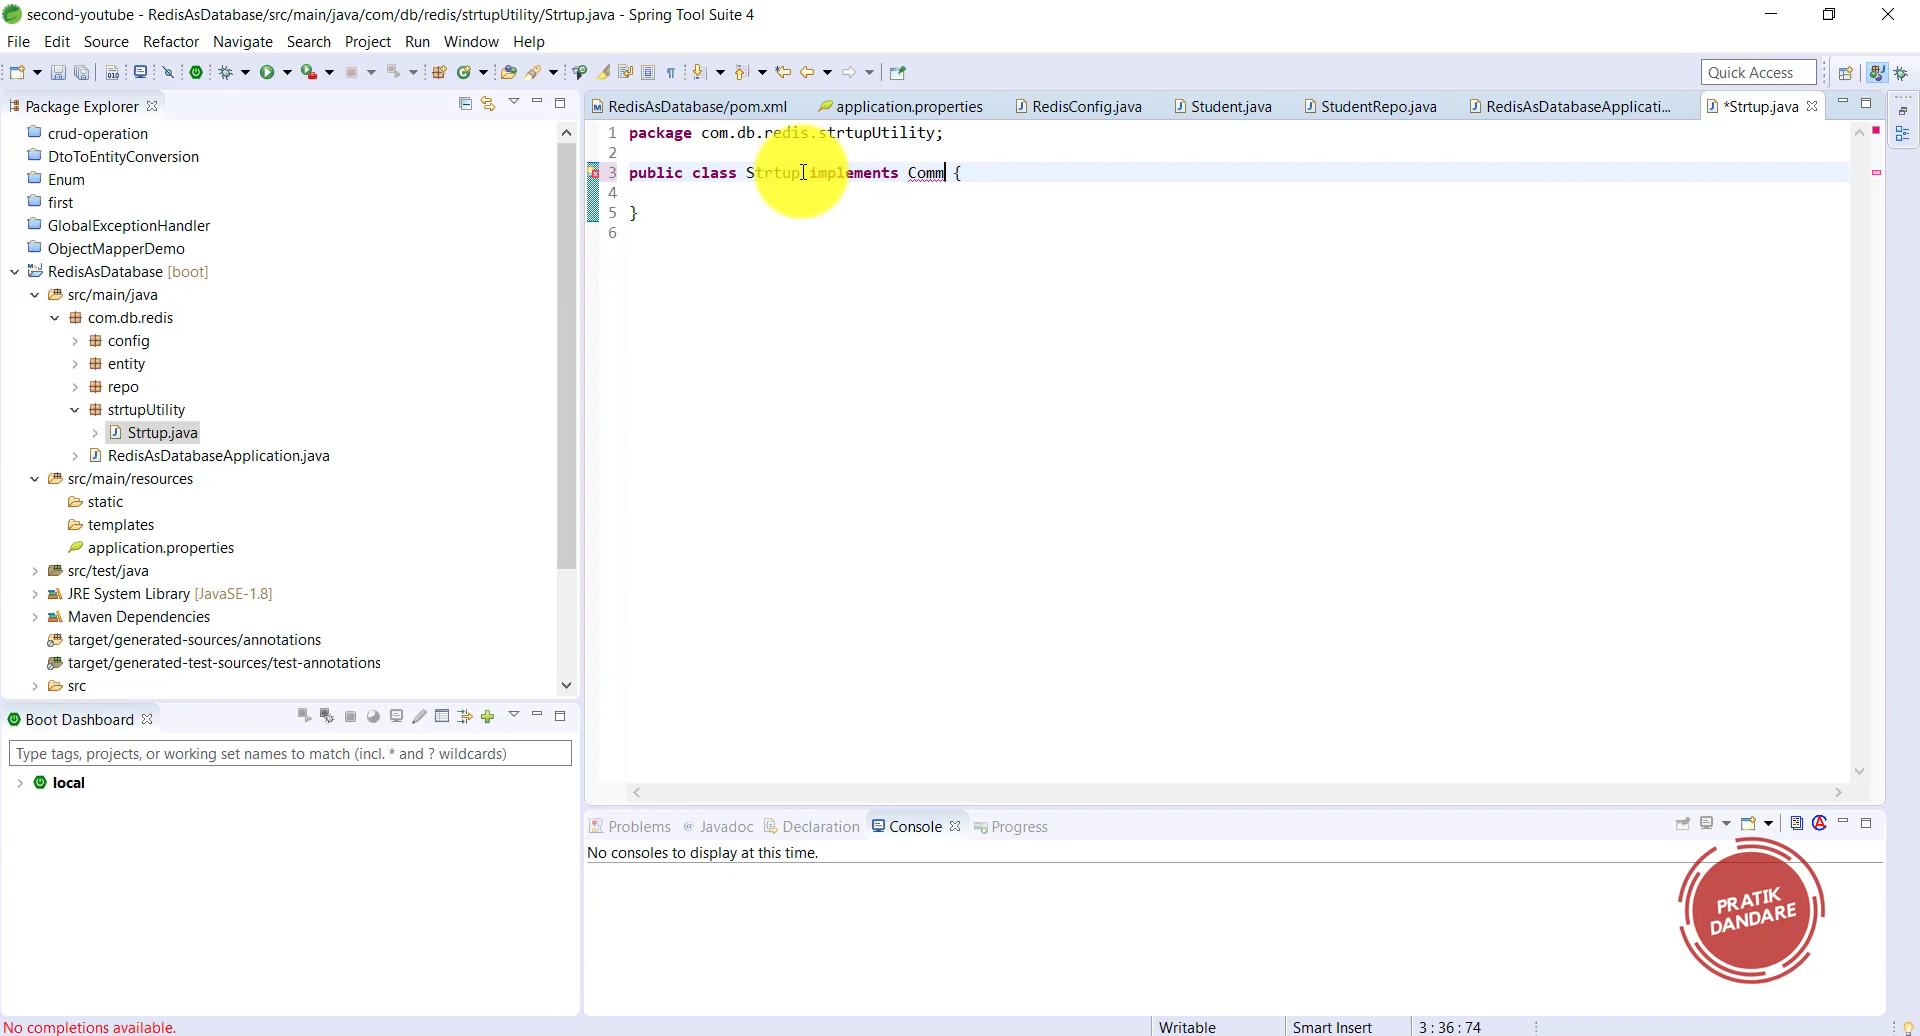 second-youtube - RedisAsDatabase/src/main/java/com/db/redis/strtupUtility/Strtup.java - Spring Tool Suite 4
File Edit Source Refactor Navigate Search Project Run Window Help
Quick Access
Package Explorer
crud-operation
DtoToEntityConversion
Enum
first
GlobalExceptionHandler
ObjectMapperDemo
RedisAsDatabase [boot]
src/main/java
com.db.redis
config
entity
repo
strtupUtility
Strtup.java
RedisAsDatabaseApplication.java
src/main/resources
static
templates
application.properties
src/test/java
JRE System Library [JavaSE-1.8]
Maven Dependencies
target/generated-sources/annotations
target/generated-test-sources/test-annotations
src
RedisAsDatabase/pom.xml application.properties RedisConfig.java Student.java StudentRepo.java RedisAsDatabaseApplicati... *Strtup.java
1 package com.db.redis.strtupUtility;
2
3 public class Strtup implements Comm {
4
5 }
6
Boot Dashboard
Type tags, projects, or working set names to match (incl. * and ? wildcards)
local
Problems @ Javadoc Declaration Console Progress
No consoles to display at this time.
PRATIK
DANDARE
No completions available.
Writable Smart Insert 3 : 36 : 74